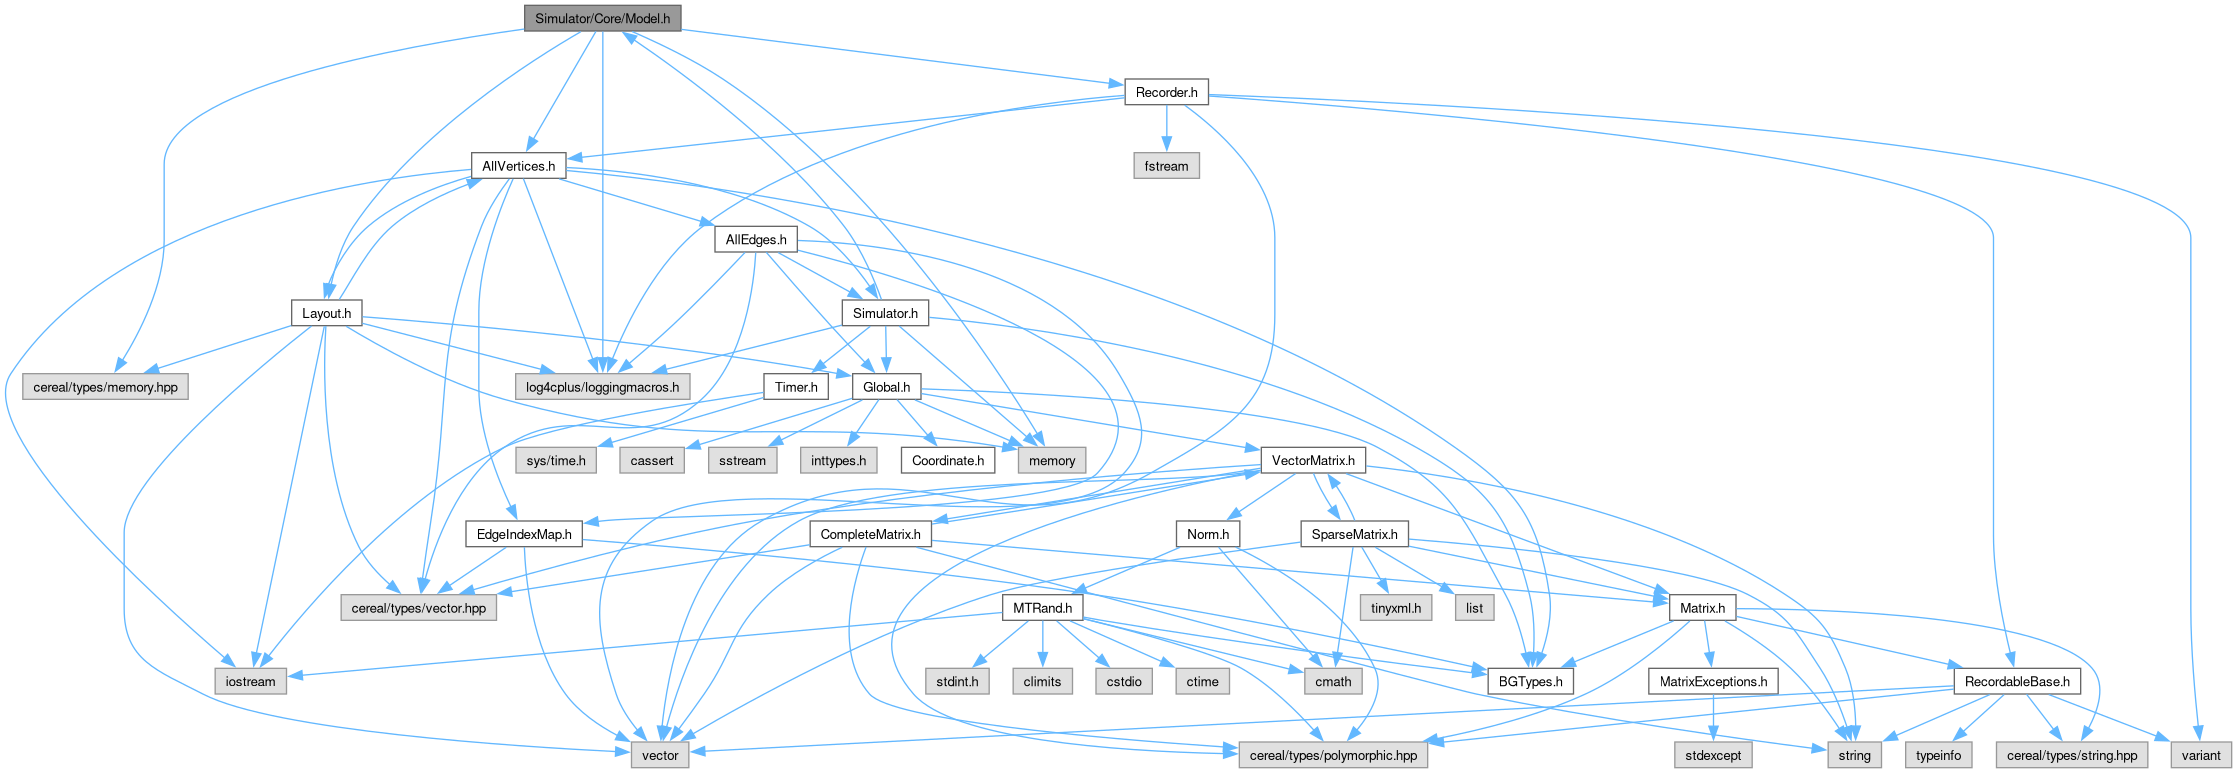 Simulator/Core/Model.h
Recorder.h
AllVertices.h
fstream
AllEdges.h
Layout.h
Simulator.h
cereal/types/memory.hpp
log4cplus/loggingmacros.h
Timer.h
Global.h
sys/time.h
cassert
sstream
inttypes.h
Coordinate.h
memory
VectorMatrix.h
EdgeIndexMap.h
CompleteMatrix.h
Norm.h
SparseMatrix.h
cereal/types/vector.hpp
MTRand.h
tinyxml.h
list
Matrix.h
iostream
stdint.h
climits
cstdio
ctime
cmath
BGTypes.h
MatrixExceptions.h
RecordableBase.h
vector
cereal/types/polymorphic.hpp
stdexcept
string
typeinfo
cereal/types/string.hpp
variant